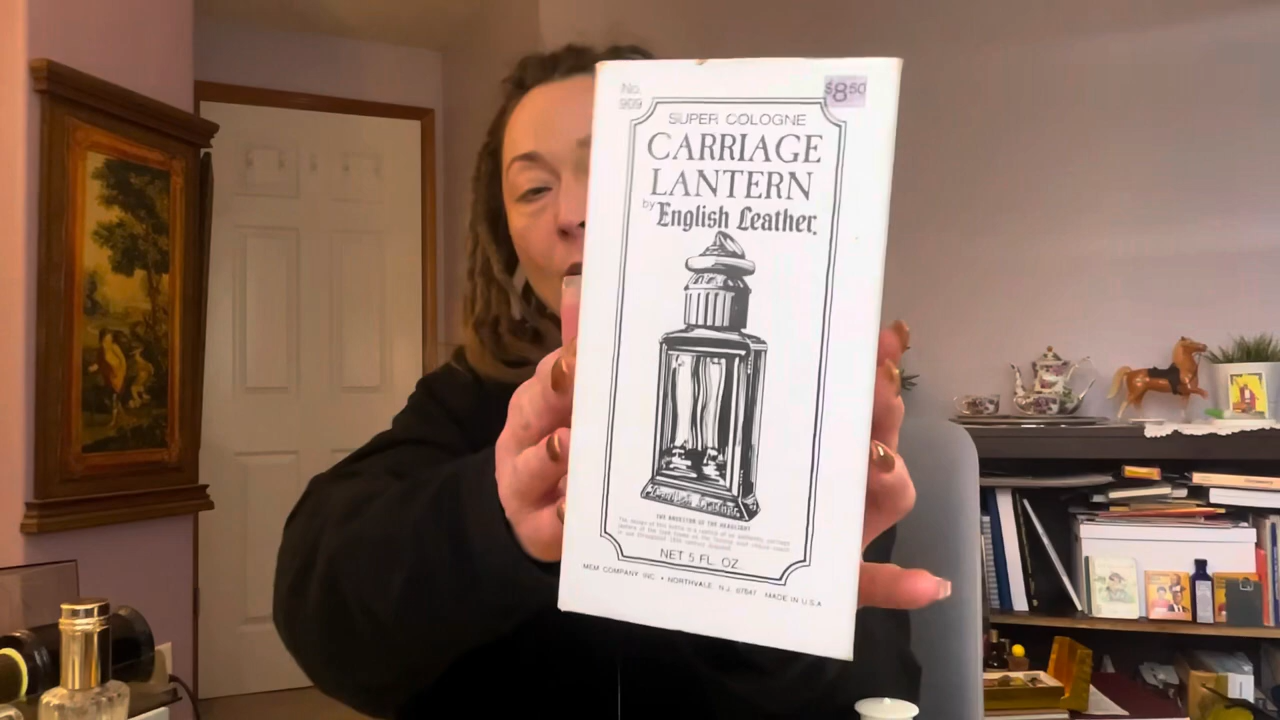 No.
909
$8.50
SUPER COLOGNE
CARRIAGE
LANTERN
by English Leather.
THE ANCESTOR OF THE HEADLIGHT
NET 5 FL. OZ.
MEM COMPANY INC. • NORTHVALE, N.J. 07647 MADE IN U.S.A